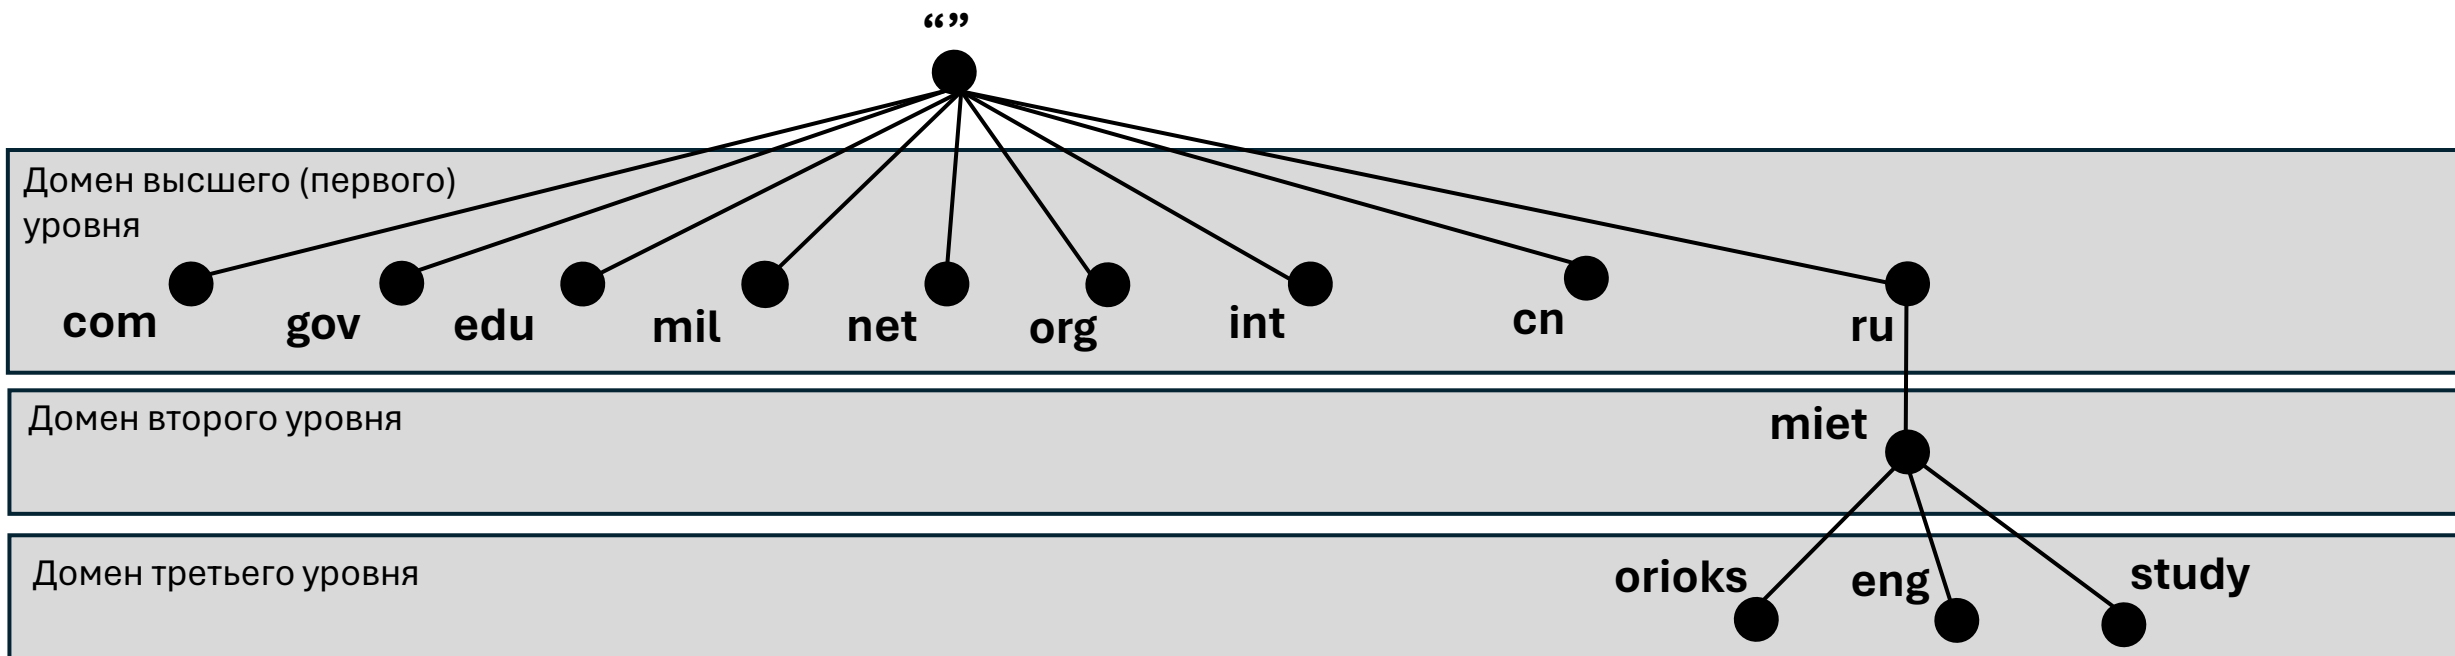 “”
Домен высшего (первого)
уровня
com gov edu mil net org int cn ru
Домен второго уровня
miet
Домен третьего уровня
orioks eng study